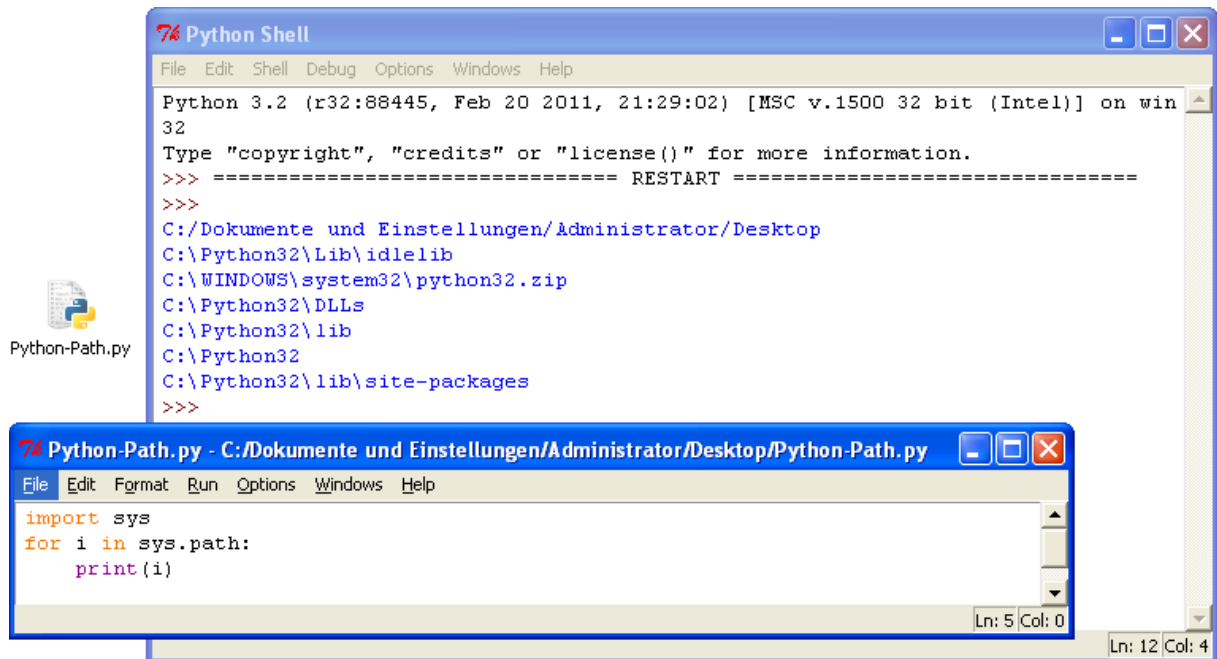 Python Shell
File Edit Shell Debug Options Windows Help
Python 3.2 (r32:88445, Feb 20 2011, 21:29:02) [MSC v.1500 32 bit (Intel)] on win
32
Type "copyright", "credits" or "license()" for more information.
>>> ================================ RESTART ================================
>>>
C:/Dokumente und Einstellungen/Administrator/Desktop
C:\Python32\Lib\idlelib
C:\WINDOWS\system32\python32.zip
C:\Python32\DLLs
C:\Python32\lib
C:\Python32
C:\Python32\lib\site-packages
>>>
Python-Path.py
Python-Path.py - C:/Dokumente und Einstellungen/Administrator/Desktop/Python-Path.py
File Edit Format Run Options Windows Help
import sys
for i in sys.path:
    print(i)
Ln: 5 Col: 0
Ln: 12 Col: 4